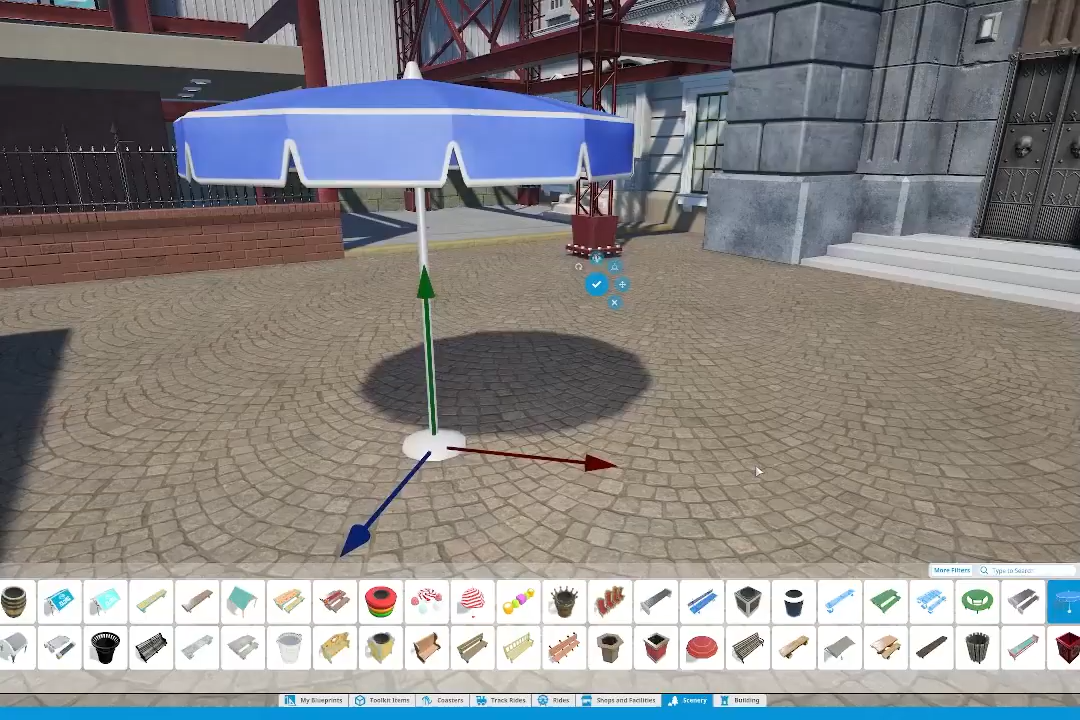 More Filters
Type to Search
My Blueprints
Toolkit Items
Coasters
Track Rides
Rides
Shops and Facilities
Scenery
Building